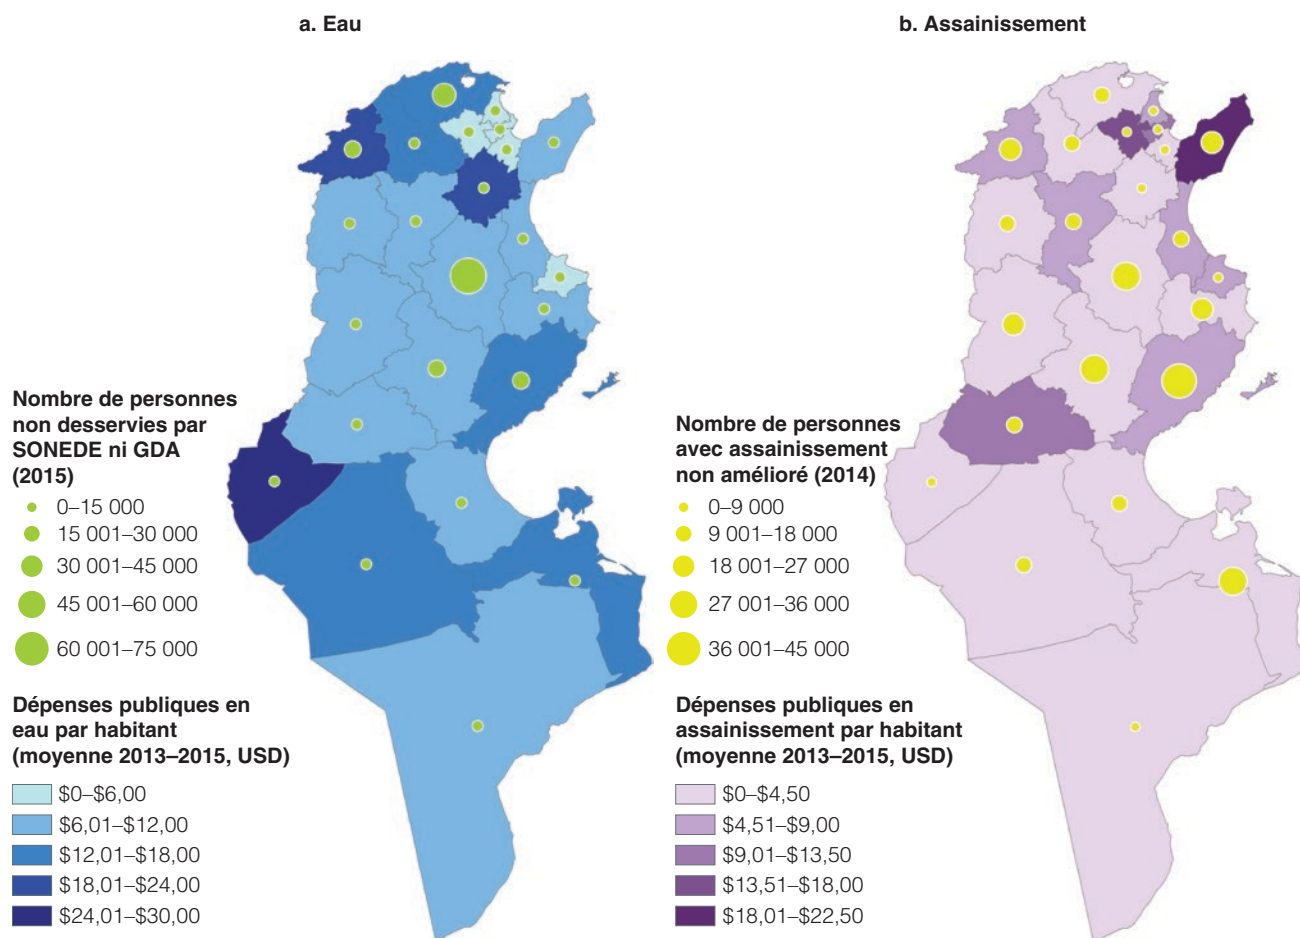 a. Eau
Nombre de personnes
non desservies par
SONEDE ni GDA
(2015)
0–15 000
15 001–30 000
30 001–45 000
45 001–60 000
60 001–75 000
Dépenses publiques en
eau par habitant
(moyenne 2013–2015, USD)
$0–$6,00
$6,01–$12,00
$12,01–$18,00
$18,01–$24,00
$24,01–$30,00
b. Assainissement
Nombre de personnes
avec assainissement
non amélioré (2014)
0–9 000
9 001–18 000
18 001–27 000
27 001–36 000
36 001–45 000
Dépenses publiques en
assainissement par habitant
(moyenne 2013–2015, USD)
$0–$4,50
$4,51–$9,00
$9,01–$13,50
$13,51–$18,00
$18,01–$22,50